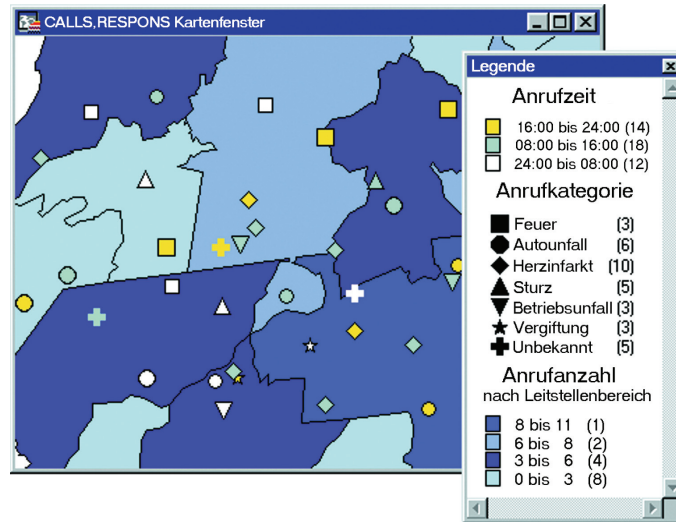 CALLS,RESPONS Kartenfenster
Legende
Anrufzeit
16:00 bis 24:00 (14)
08:00 bis 16:00 (18)
24:00 bis 08:00 (12)
Anrufkategorie
Feuer (3)
Autounfall (6)
Herzinfarkt (10)
Sturz (5)
Betriebsunfall (3)
Vergiftung (3)
Unbekannt (5)
Anrufanzahl
nach Leitstellenbereich
8 bis 11 (1)
6 bis 8 (2)
3 bis 6 (4)
0 bis 3 (8)